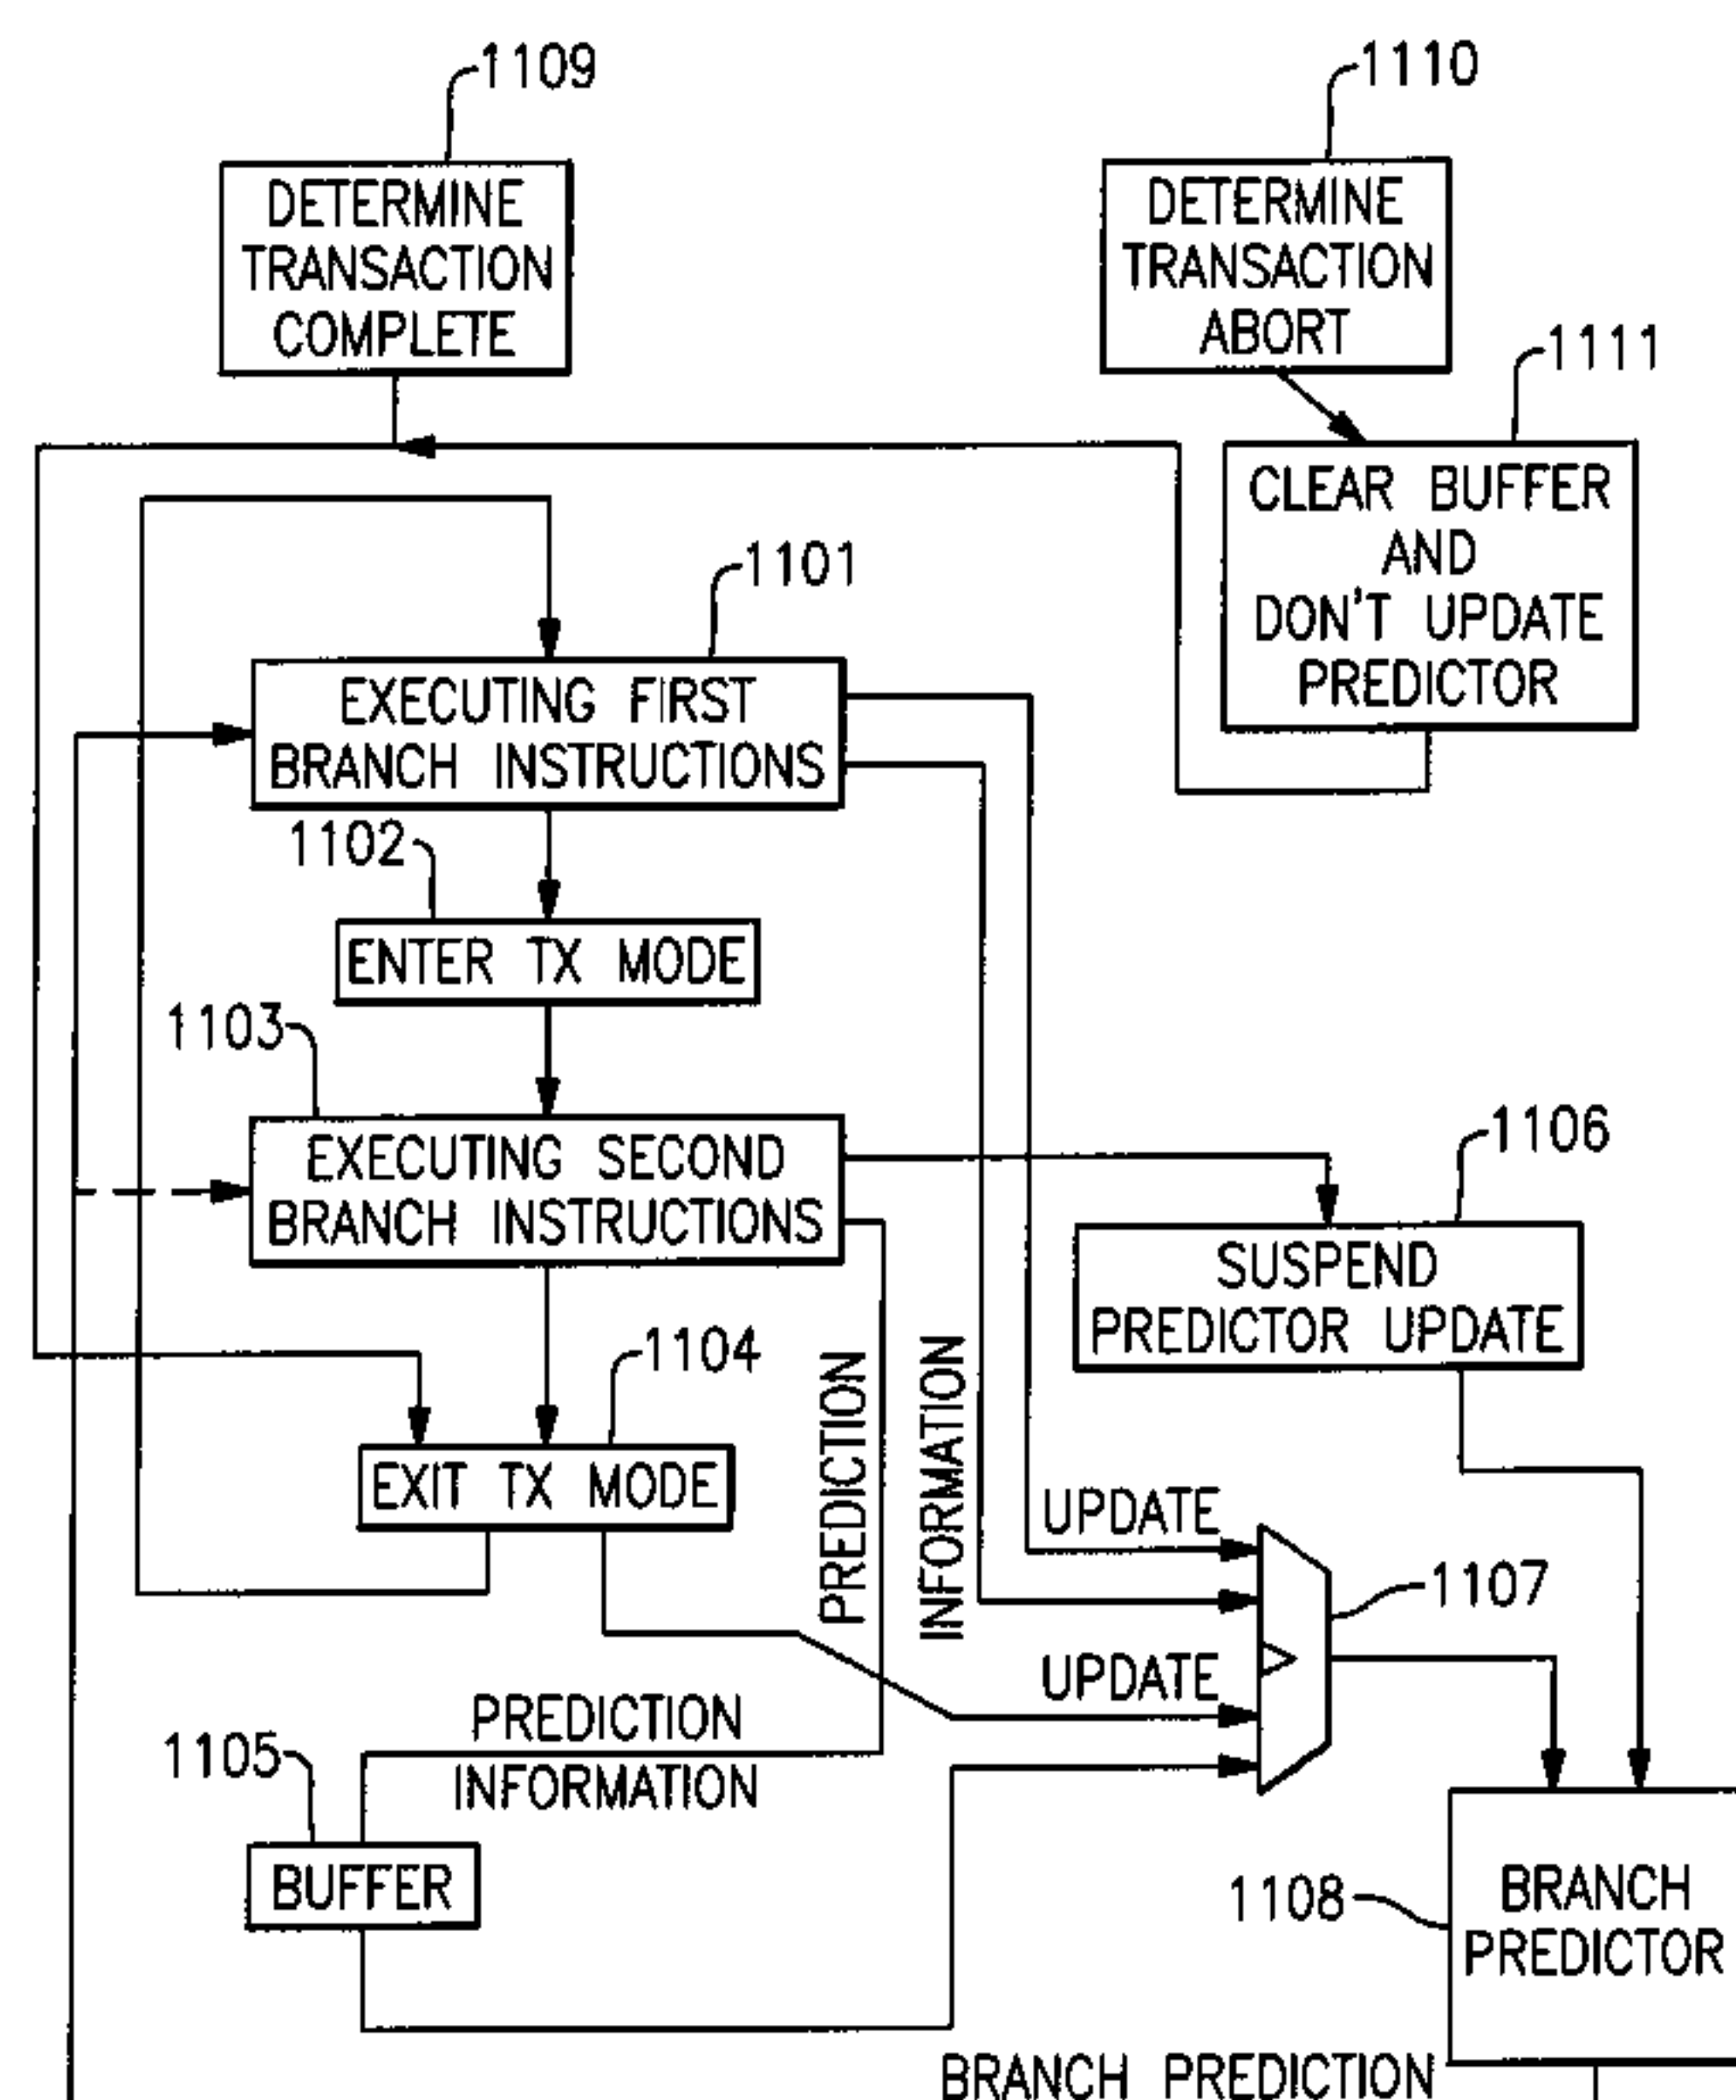 1109
1110
DETERMINE
TRANSACTION
COMPLETE
DETERMINE
TRANSACTION
ABORT
1111
CLEAR BUFFER
AND
DON'T UPDATE
PREDICTOR
1101
EXECUTING FIRST
BRANCH INSTRUCTIONS
1102
ENTER TX MODE
1103
EXECUTING SECOND
BRANCH INSTRUCTIONS
1106
SUSPEND
PREDICTOR UPDATE
1104
EXIT TX MODE
PREDICTION
INFORMATION
UPDATE
1107
UPDATE
PREDICTION
INFORMATION
1105
BUFFER
1108
BRANCH
PREDICTOR
BRANCH PREDICTION